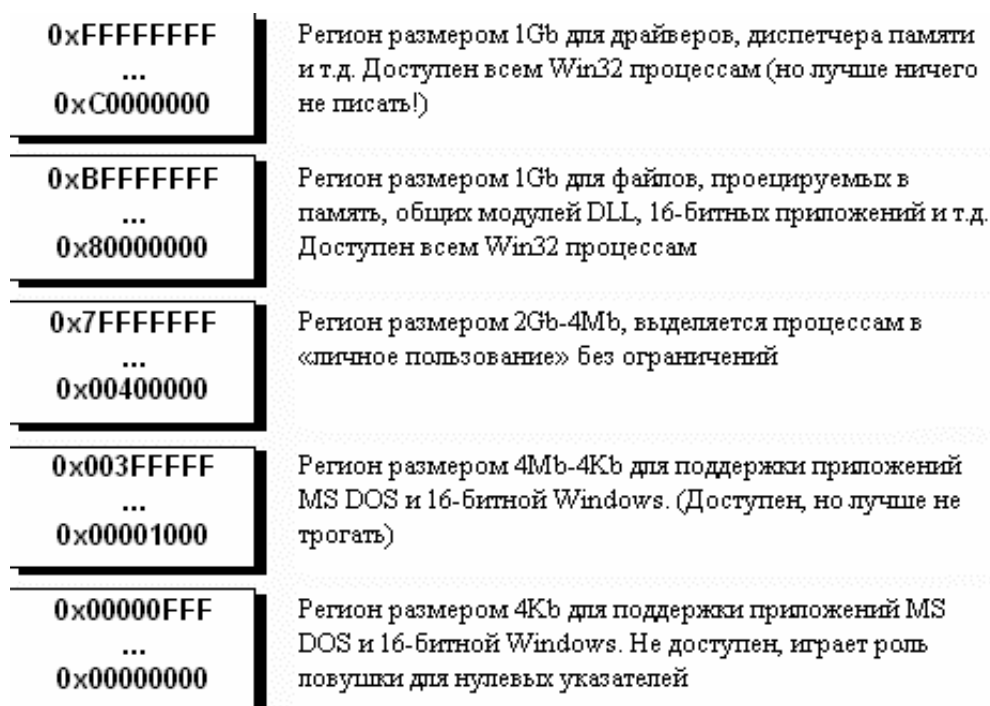 0xFFFFFFFF
...
0xC0000000
Регион размером 1Gb для драйверов, диспетчера памяти
и т.д. Доступен всем Win32 процессам (но лучше ничего
не писать!)
0xBFFFFFFF
...
0x80000000
Регион размером 1Gb для файлов, проецируемых в
память, общих модулей DLL, 16-битных приложений и т.д.
Доступен всем Win32 процессам
0x7FFFFFFF
...
0x00400000
Регион размером 2Gb-4Mb, выделяется процессам в
«личное пользование» без ограничений
0x003FFFFF
...
0x00001000
Регион размером 4Mb-4Kb для поддержки приложений
MS DOS и 16-битной Windows. (Доступен, но лучше не
трогать)
0x00000FFF
...
0x00000000
Регион размером 4Kb для поддержки приложений MS
DOS и 16-битной Windows. Не доступен, играет роль
ловушки для нулевых указателей